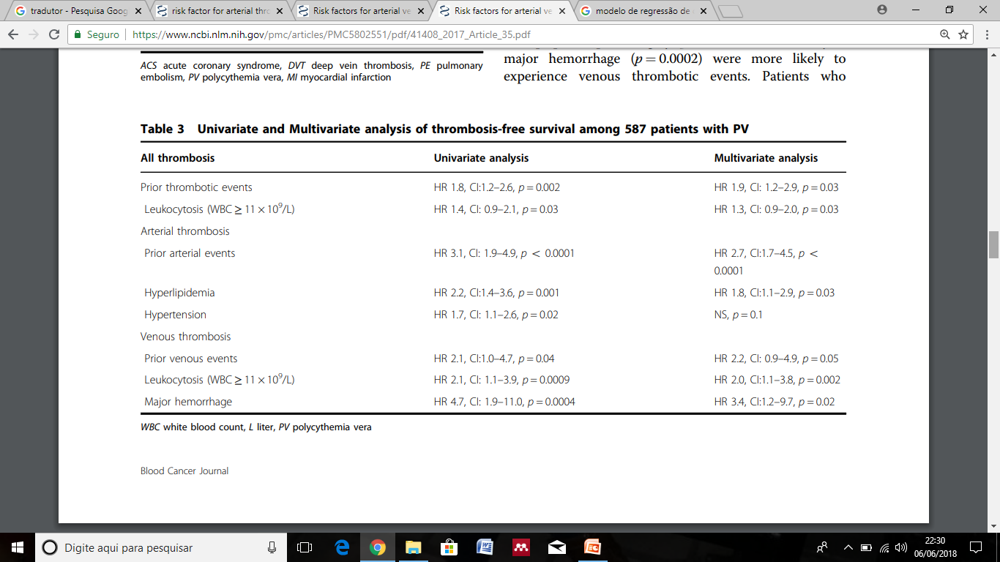 tradutor - Pesquisa Goog
risk factor for arterial thro
Risk factors for arterial ve
Risk factors for arterial ve
modelo de regressão de
Seguro
https://www.ncbi.nlm.nih.gov/pmc/articles/PMC5802551/pdf/41408_2017_Article_35.pdf
ACS acute coronary syndrome, DVT deep vein thrombosis, PE pulmonary
embolism, PV polycythemia vera, MI myocardial infarction
major hemorrhage (p = 0.0002) were more likely to
experience venous thrombotic events. Patients who
Table 3 Univariate and Multivariate analysis of thrombosis-free survival among 587 patients with PV
All thrombosis Univariate analysis Multivariate analysis
Prior thrombotic events HR 1.8, CI:1.2–2.6, p = 0.002 HR 1.9, CI: 1.2–2.9, p = 0.03
Leukocytosis (WBC ≥ 11 × 10⁹/L) HR 1.4, CI: 0.9–2.1, p = 0.03 HR 1.3, CI: 0.9–2.0, p = 0.03
Arterial thrombosis
Prior arterial events HR 3.1, CI: 1.9–4.9, p < 0.0001 HR 2.7, CI:1.7–4.5, p <
0.0001
Hyperlipidemia HR 2.2, CI:1.4–3.6, p = 0.001 HR 1.8, CI:1.1–2.9, p = 0.03
Hypertension HR 1.7, CI: 1.1–2.6, p = 0.02 NS, p = 0.1
Venous thrombosis
Prior venous events HR 2.1, CI:1.0–4.7, p = 0.04 HR 2.2, CI: 0.9–4.9, p = 0.05
Leukocytosis (WBC ≥ 11 × 10⁹/L) HR 2.1, CI: 1.1–3.9, p = 0.0009 HR 2.0, CI:1.1–3.8, p = 0.002
Major hemorrhage HR 4.7, CI: 1.9–11.0, p = 0.0004 HR 3.4, CI:1.2–9.7, p = 0.02
WBC white blood count, L liter, PV polycythemia vera
Blood Cancer Journal
Digite aqui para pesquisar
22:30
06/06/2018